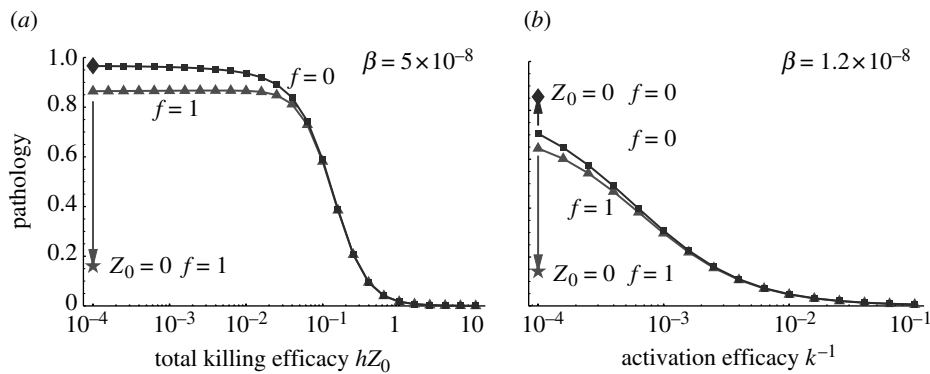 (a)
(b)
β = 5×10⁻⁸
β = 1.2×10⁻⁸
pathology
1.0
0.8
0.6
0.4
0.2
0
f = 0
f = 1
Z₀ = 0 f = 1
10⁻⁴ 10⁻³ 10⁻² 10⁻¹ 1 10
total killing efficacy hZ₀
Z₀ = 0 f = 0
f = 0
f = 1
Z₀ = 0 f = 1
10⁻⁴ 10⁻³ 10⁻² 10⁻¹
activation efficacy k⁻¹